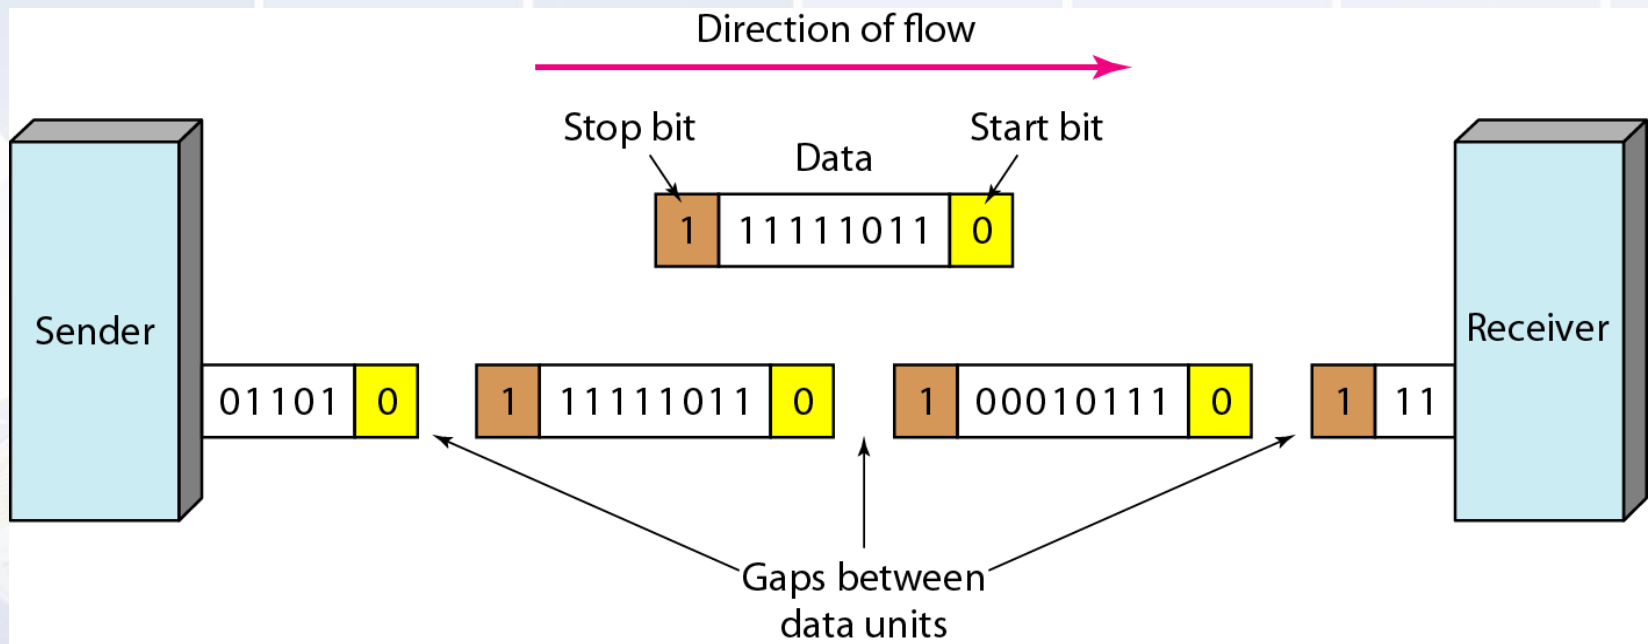 Direction of flow
Stop bit
Start bit
Data
1 11111011 0
Sender
Receiver
01101 0
1 11111011 0
1 00010111 0
1 11
Gaps between
data units